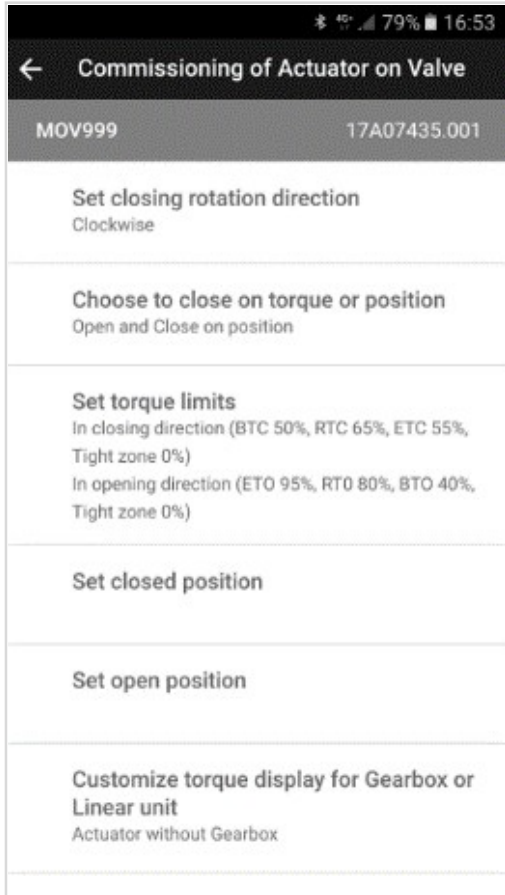 4G+ 79% 16:53
Commissioning of Actuator on Valve
MOV999 17A07435.001
Set closing rotation direction
Clockwise
Choose to close on torque or position
Open and Close on position
Set torque limits
In closing direction (BTC 50%, RTC 65%, ETC 55%,
Tight zone 0%)
In opening direction (ETO 95%, RT0 80%, BTO 40%,
Tight zone 0%)
Set closed position
Set open position
Customize torque display for Gearbox or
Linear unit
Actuator without Gearbox